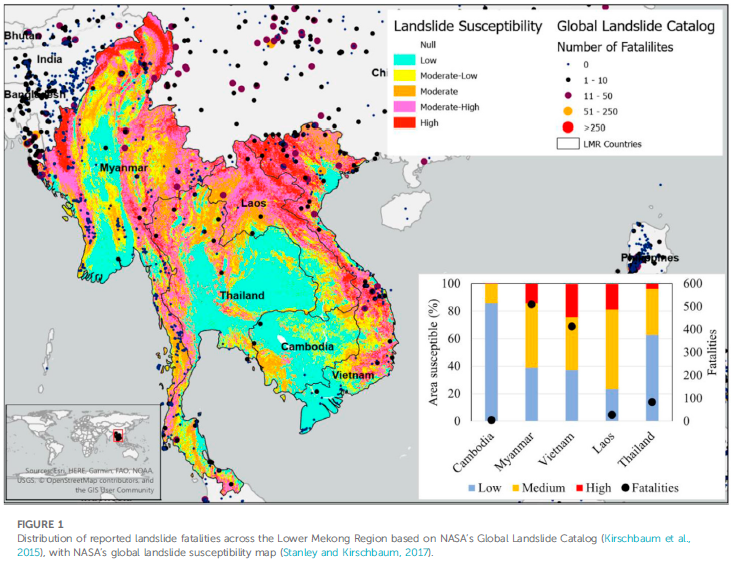 Bhutan
India
Bangladesh
Chi
Myanmar
Laos
Thailand
Cambodia
Vietnam
Philippines
Landslide Susceptibility
Null
Low
Moderate-Low
Moderate
Moderate-High
High
Global Landslide Catalog
Number of Fatalilites
0
1 - 10
11 - 50
51 - 250
>250
LMR Countries
Area susceptible (%)
100
80
60
40
20
0
600
500
400
300
200
100
0
Fatalities
Cambodia
Myanmar
Vietnam
Laos
Thailand
Low Medium High Fatalities
Sources: Esri, HERE, Garmin, FAO, NOAA,
USGS, © OpenStreetMap contributors, and
the GIS User Community
FIGURE 1
Distribution of reported landslide fatalities across the Lower Mekong Region based on NASA's Global Landslide Catalog (Kirschbaum et al.,
2015), with NASA's global landslide susceptibility map (Stanley and Kirschbaum, 2017).